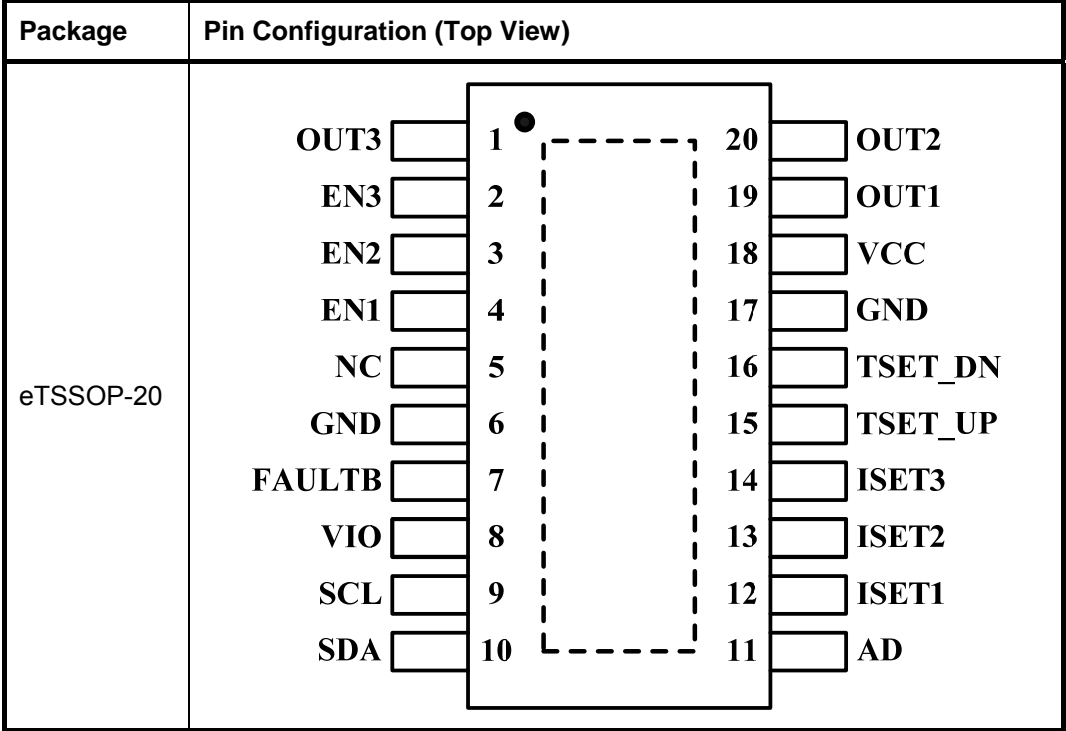 Package Pin Configuration (Top View)
OUT3 1 20 OUT2
EN3 2 19 OUT1
EN2 3 18 VCC
EN1 4 17 GND
NC 5 16 TSET_DN
eTSSOP-20
GND 6 15 TSET_UP
FAULTB 7 14 ISET3
VIO 8 13 ISET2
SCL 9 12 ISET1
SDA 10 11 AD